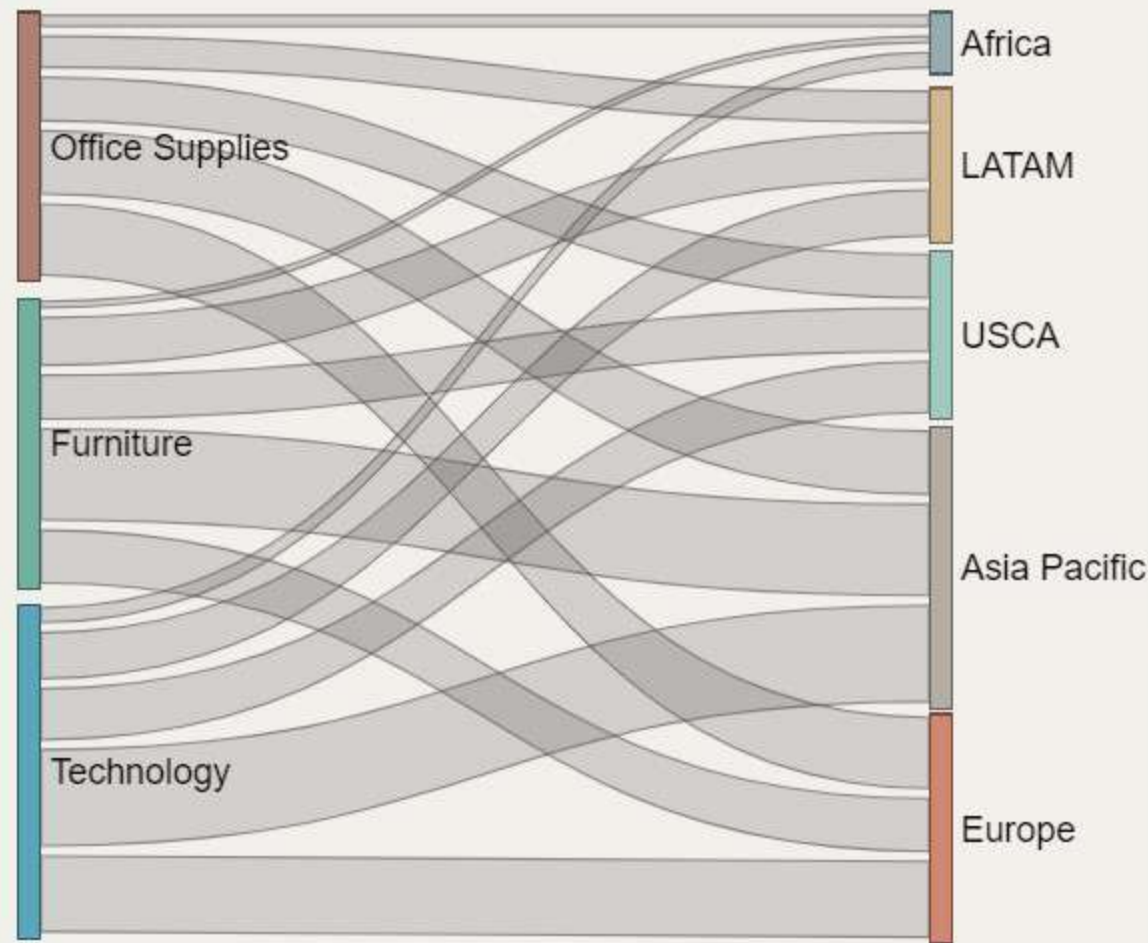 Office Supplies
Furniture
Technology
Africa
LATAM
USCA
Asia Pacific
Europe